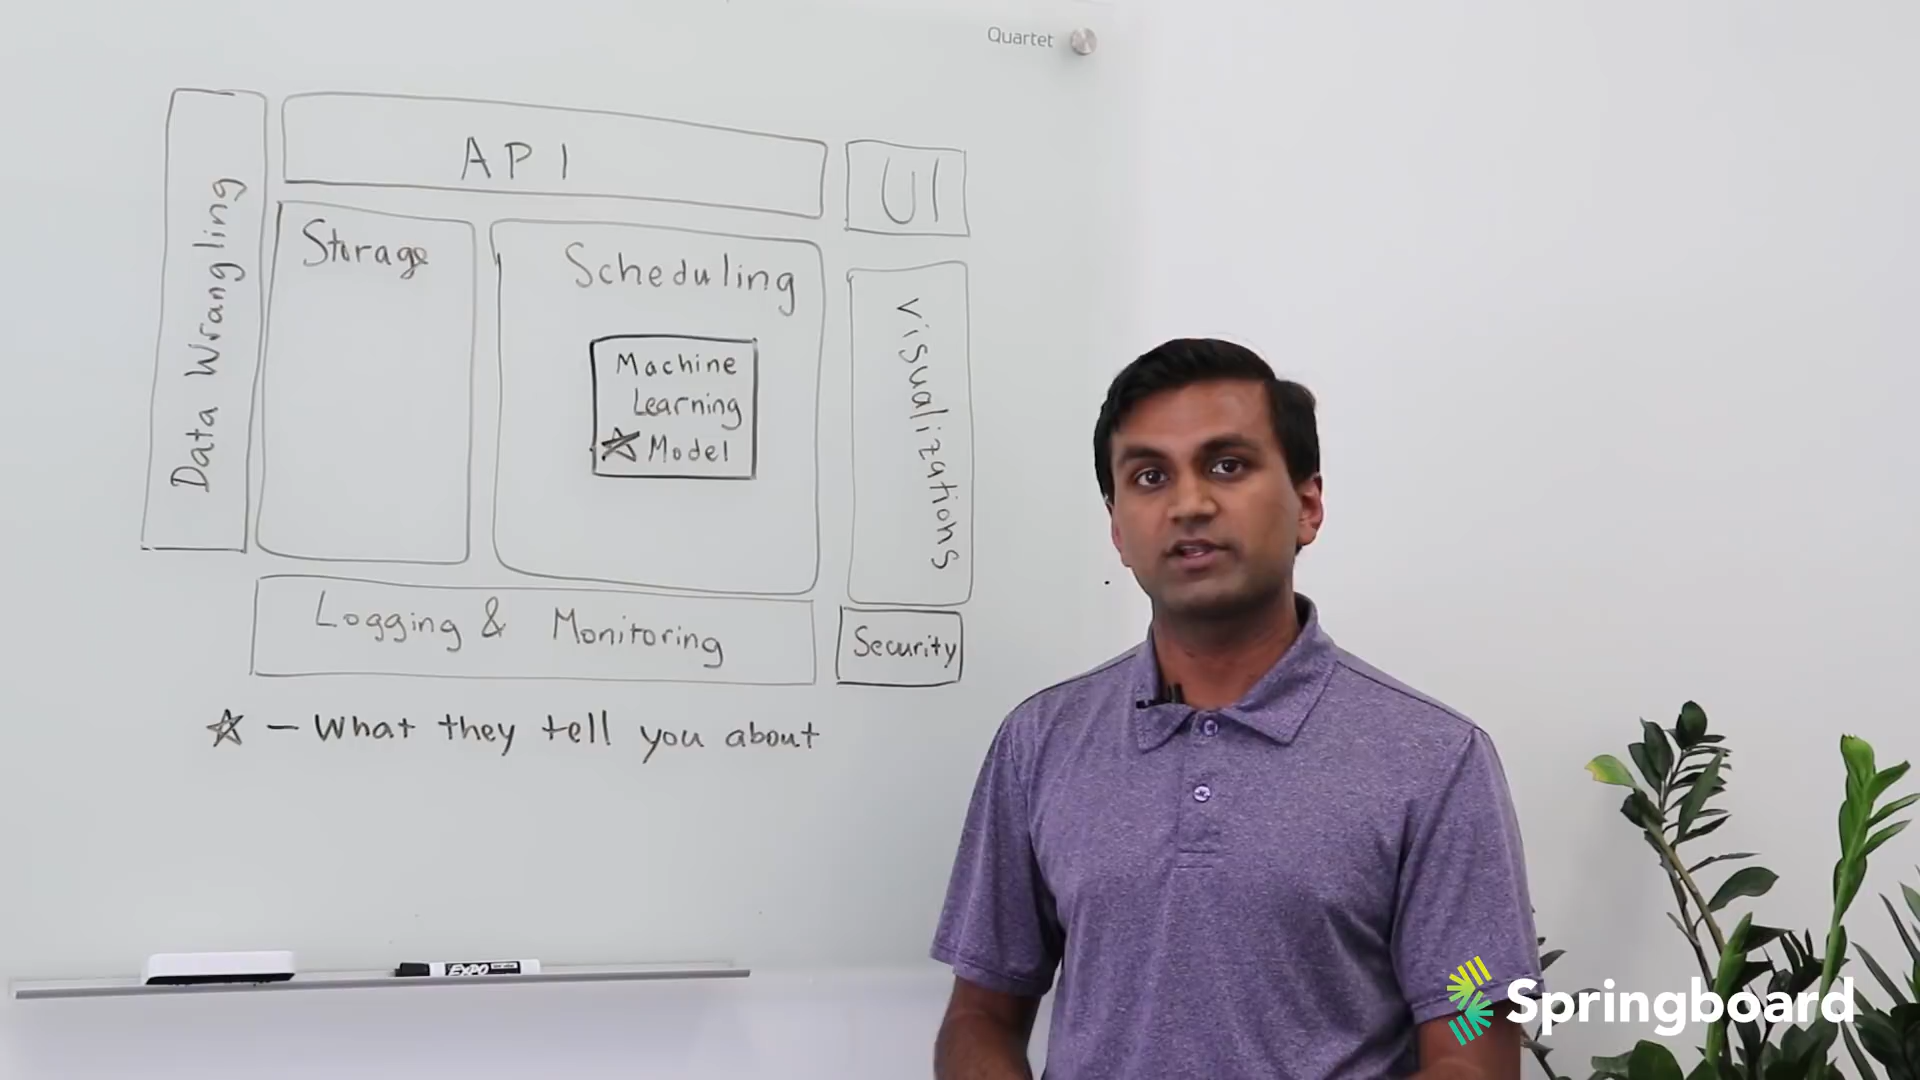 Quartet
API
UI
Data Wrangling
Storage
Scheduling
Machine
Learning
☆ Model
Visualizations
Logging & Monitoring
Security
☆ — What they tell you about
EXPO
Springboard